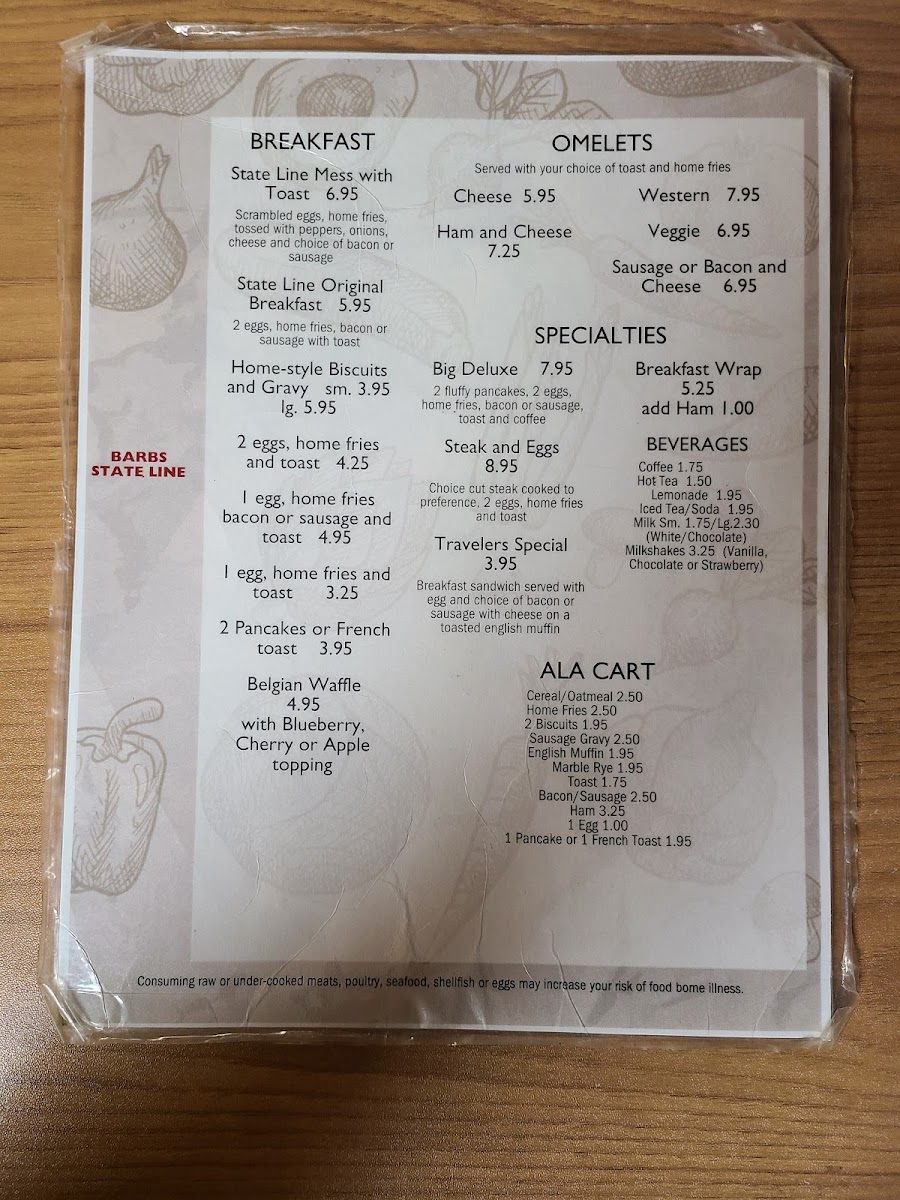 BARBS
STATE LINE
BREAKFAST
State Line Mess with
Toast 6.95
Scrambled eggs, home fries,
tossed with peppers, onions,
cheese and choice of bacon or
sausage
State Line Original
Breakfast 5.95
2 eggs, home fries, bacon or
sausage with toast
Home-style Biscuits
and Gravy sm. 3.95
lg. 5.95
2 eggs, home fries
and toast 4.25
1 egg, home fries
bacon or sausage and
toast 4.95
1 egg, home fries and
toast 3.25
2 Pancakes or French
toast 3.95
Belgian Waffle
4.95
with Blueberry,
Cherry or Apple
topping
OMELETS
Served with your choice of toast and home fries
Cheese 5.95
Ham and Cheese
7.25
Western 7.95
Veggie 6.95
Sausage or Bacon and
Cheese 6.95
SPECIALTIES
Big Deluxe 7.95
2 fluffy pancakes, 2 eggs,
home fries, bacon or sausage,
toast and coffee
Steak and Eggs
8.95
Choice cut steak cooked to
preference, 2 eggs, home fries
and toast
Travelers Special
3.95
Breakfast sandwich served with
egg and choice of bacon or
sausage with cheese on a
toasted english muffin
Breakfast Wrap
5.25
add Ham 1.00
BEVERAGES
Coffee 1.75
Hot Tea 1.50
Lemonade 1.95
Iced Tea/Soda 1.95
Milk Sm. 1.75/Lg.2.30
(White/Chocolate)
Milkshakes 3.25 (Vanilla,
Chocolate or Strawberry)
ALA CART
Cereal/Oatmeal 2.50
Home Fries 2.50
2 Biscuits 1.95
Sausage Gravy 2.50
English Muffin 1.95
Marble Rye 1.95
Toast 1.75
Bacon/Sausage 2.50
Ham 3.25
1 Egg 1.00
1 Pancake or 1 French Toast 1.95
Consuming raw or under-cooked meats, poultry, seafood, shellfish or eggs may increase your risk of food borne illness.